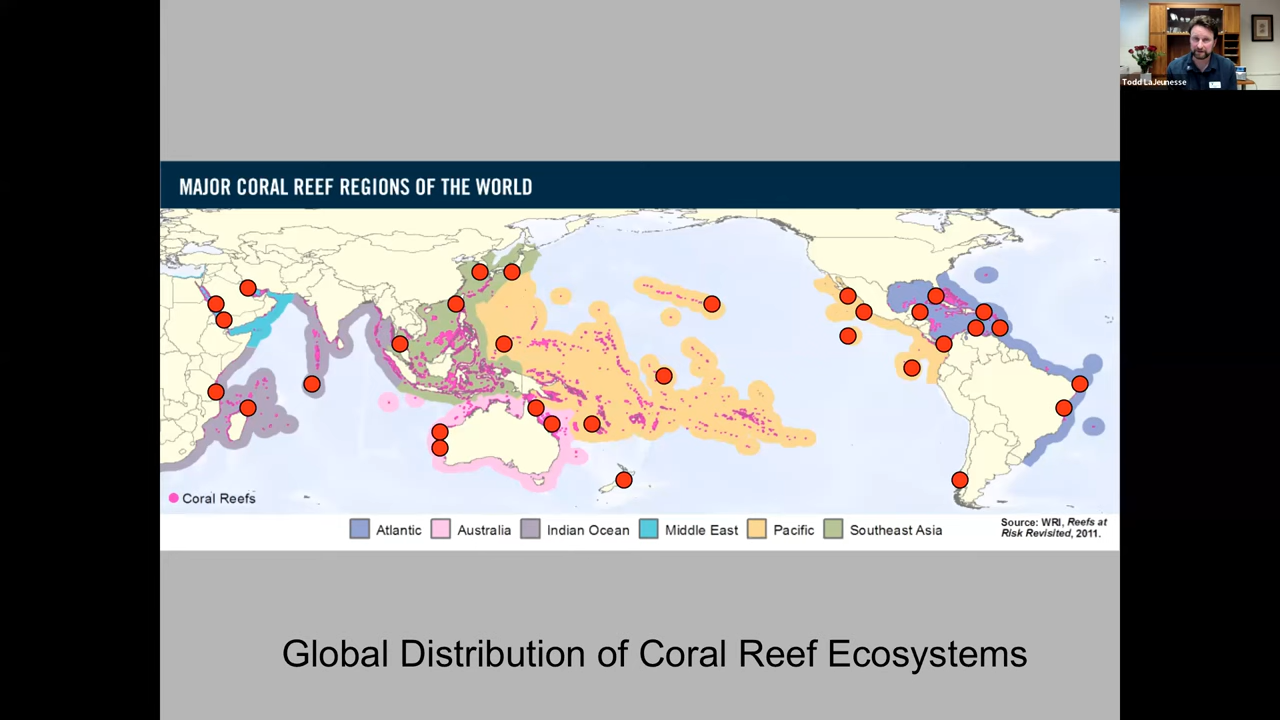 Todd LaJeunesse
MAJOR CORAL REEF REGIONS OF THE WORLD
Coral Reefs
Atlantic
Australia
Indian Ocean
Middle East
Pacific
Southeast Asia
Source: WRI, Reefs at
Risk Revisited, 2011.
Global Distribution of Coral Reef Ecosystems